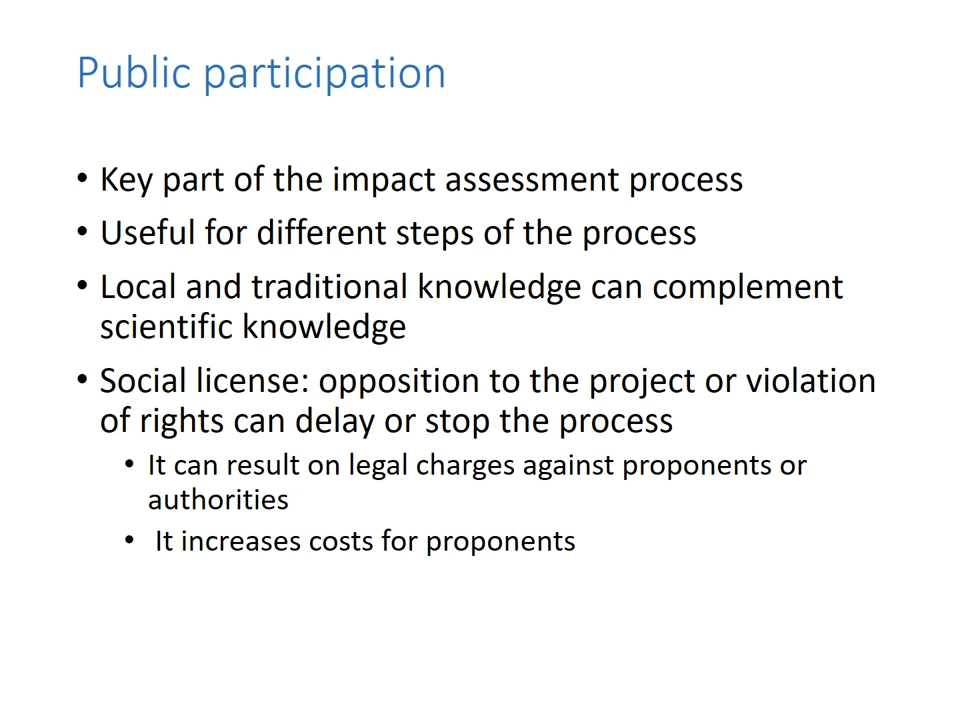 Public participation
• Key part of the impact assessment process
• Useful for different steps of the process
• Local and traditional knowledge can complement
scientific knowledge
• Social license: opposition to the project or violation
of rights can delay or stop the process
• It can result on legal charges against proponents or
authorities
• It increases costs for proponents